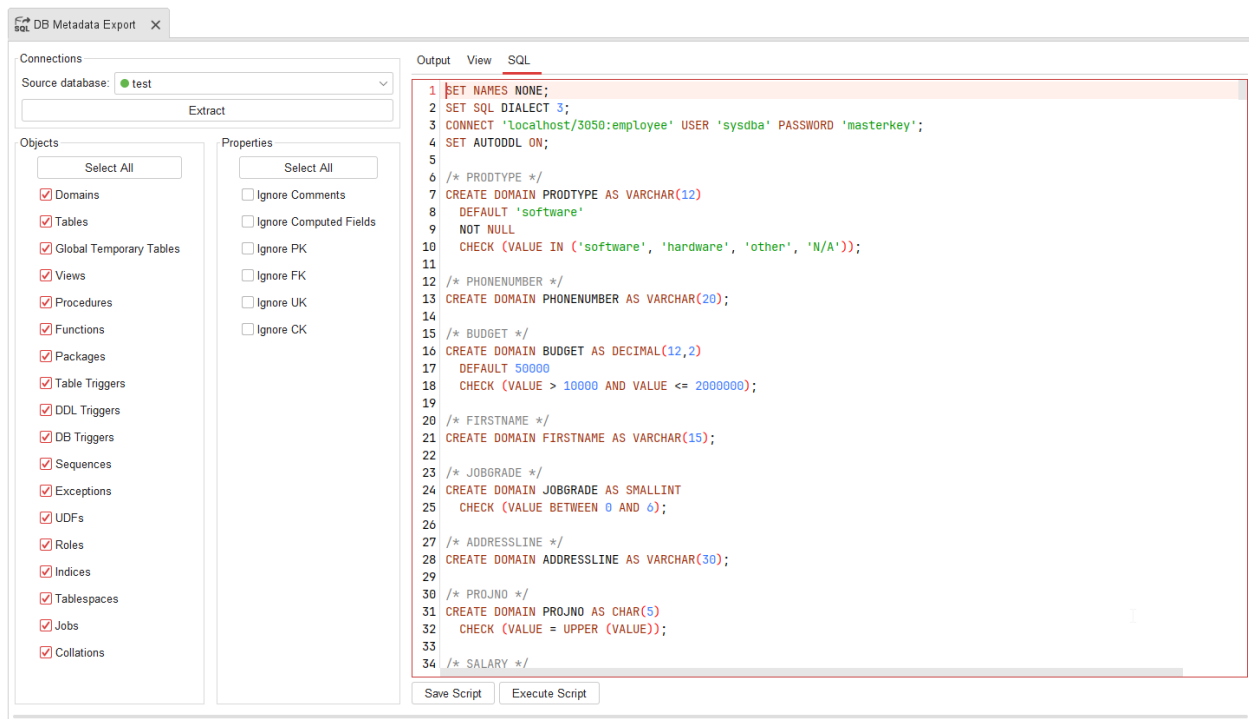 SQL DB Metadata Export
Connections
Source database: test
Extract
Objects
Select All
Domains
Tables
Global Temporary Tables
Views
Procedures
Functions
Packages
Table Triggers
DDL Triggers
DB Triggers
Sequences
Exceptions
UDFs
Roles
Indices
Tablespaces
Jobs
Collations
Properties
Select All
Ignore Comments
Ignore Computed Fields
Ignore PK
Ignore FK
Ignore UK
Ignore CK
Output View SQL
1 SET NAMES NONE;
2 SET SQL DIALECT 3;
3 CONNECT 'localhost/3050:employee' USER 'sysdba' PASSWORD 'masterkey';
4 SET AUTODDL ON;
5
6 /* PRODTYPE */
7 CREATE DOMAIN PRODTYPE AS VARCHAR(12)
8 DEFAULT 'software'
9 NOT NULL
10 CHECK (VALUE IN ('software', 'hardware', 'other', 'N/A'));
11
12 /* PHONENUMBER */
13 CREATE DOMAIN PHONENUMBER AS VARCHAR(20);
14
15 /* BUDGET */
16 CREATE DOMAIN BUDGET AS DECIMAL(12,2)
17 DEFAULT 50000
18 CHECK (VALUE > 10000 AND VALUE <= 2000000);
19
20 /* FIRSTNAME */
21 CREATE DOMAIN FIRSTNAME AS VARCHAR(15);
22
23 /* JOBGRADE */
24 CREATE DOMAIN JOBGRADE AS SMALLINT
25 CHECK (VALUE BETWEEN 0 AND 6);
26
27 /* ADDRESSLINE */
28 CREATE DOMAIN ADDRESSLINE AS VARCHAR(30);
29
30 /* PROJNO */
31 CREATE DOMAIN PROJNO AS CHAR(5)
32 CHECK (VALUE = UPPER (VALUE));
33
34 /* SALARY */
Save Script Execute Script